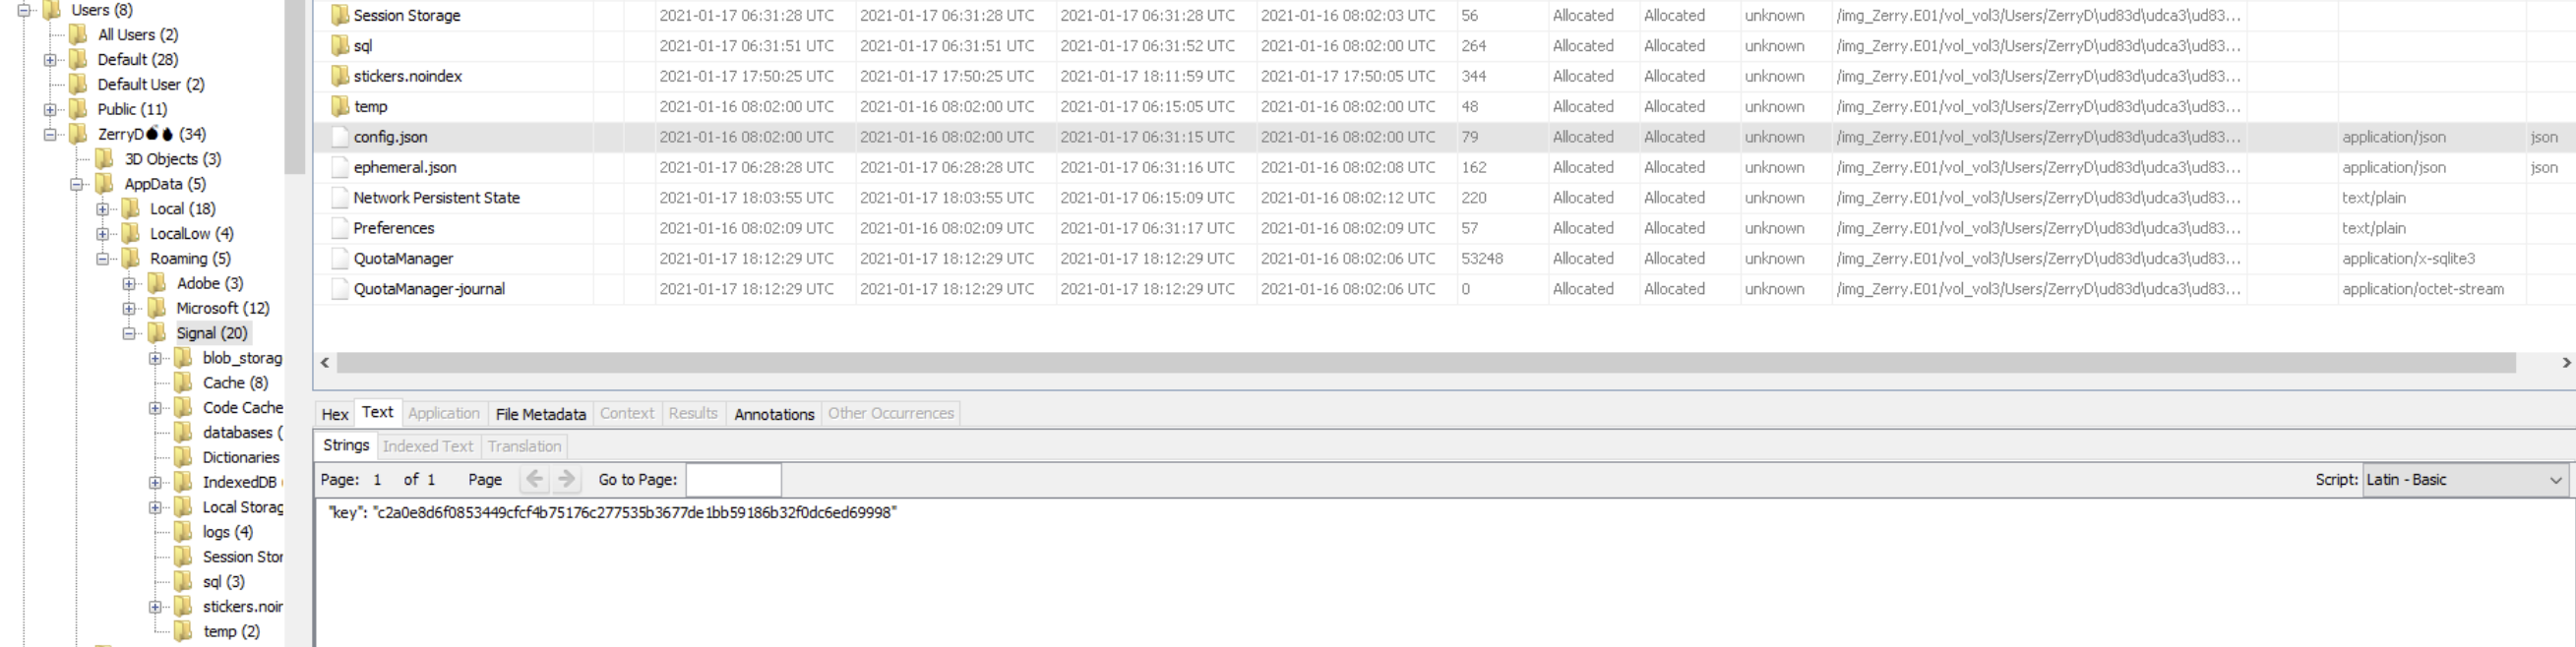 Users (8)
All Users (2)
Default (28)
Default User (2)
Public (11)
ZerryD💣💣 (34)
3D Objects (3)
AppData (5)
Local (18)
LocalLow (4)
Roaming (5)
Adobe (3)
Microsoft (12)
Signal (20)
blob_storag
Cache (8)
Code Cache
databases (
Dictionaries
IndexedDB
Local Storag
logs (4)
Session Stor
sql (3)
stickers.noir
temp (2)
Session Storage 2021-01-17 06:31:28 UTC 2021-01-17 06:31:28 UTC 2021-01-17 06:31:28 UTC 2021-01-16 08:02:03 UTC 56 Allocated Allocated unknown /img_Zerry.E01/vol_vol3/Users/ZerryD\ud83d\udca3\ud83...
sql 2021-01-17 06:31:51 UTC 2021-01-17 06:31:51 UTC 2021-01-17 06:31:52 UTC 2021-01-16 08:02:00 UTC 264 Allocated Allocated unknown /img_Zerry.E01/vol_vol3/Users/ZerryD\ud83d\udca3\ud83...
stickers.noindex 2021-01-17 17:50:25 UTC 2021-01-17 17:50:25 UTC 2021-01-17 18:11:59 UTC 2021-01-17 17:50:05 UTC 344 Allocated Allocated unknown /img_Zerry.E01/vol_vol3/Users/ZerryD\ud83d\udca3\ud83...
temp 2021-01-16 08:02:00 UTC 2021-01-16 08:02:00 UTC 2021-01-17 06:15:05 UTC 2021-01-16 08:02:00 UTC 48 Allocated Allocated unknown /img_Zerry.E01/vol_vol3/Users/ZerryD\ud83d\udca3\ud83...
config.json 2021-01-16 08:02:00 UTC 2021-01-16 08:02:00 UTC 2021-01-17 06:31:15 UTC 2021-01-16 08:02:00 UTC 79 Allocated Allocated unknown /img_Zerry.E01/vol_vol3/Users/ZerryD\ud83d\udca3\ud83... application/json json
ephemeral.json 2021-01-17 06:28:28 UTC 2021-01-17 06:28:28 UTC 2021-01-17 06:31:16 UTC 2021-01-16 08:02:08 UTC 162 Allocated Allocated unknown /img_Zerry.E01/vol_vol3/Users/ZerryD\ud83d\udca3\ud83... application/json json
Network Persistent State 2021-01-17 18:03:55 UTC 2021-01-17 18:03:55 UTC 2021-01-17 06:15:09 UTC 2021-01-16 08:02:12 UTC 220 Allocated Allocated unknown /img_Zerry.E01/vol_vol3/Users/ZerryD\ud83d\udca3\ud83... text/plain
Preferences 2021-01-16 08:02:09 UTC 2021-01-16 08:02:09 UTC 2021-01-17 06:31:17 UTC 2021-01-16 08:02:09 UTC 57 Allocated Allocated unknown /img_Zerry.E01/vol_vol3/Users/ZerryD\ud83d\udca3\ud83... text/plain
QuotaManager 2021-01-17 18:12:29 UTC 2021-01-17 18:12:29 UTC 2021-01-17 18:12:29 UTC 2021-01-16 08:02:06 UTC 53248 Allocated Allocated unknown /img_Zerry.E01/vol_vol3/Users/ZerryD\ud83d\udca3\ud83... application/x-sqlite3
QuotaManager-journal 2021-01-17 18:12:29 UTC 2021-01-17 18:12:29 UTC 2021-01-17 18:12:29 UTC 2021-01-16 08:02:06 UTC 0 Allocated Allocated unknown /img_Zerry.E01/vol_vol3/Users/ZerryD\ud83d\udca3\ud83... application/octet-stream
Hex Text Application File Metadata Context Results Annotations Other Occurrences
Strings Indexed Text Translation
Page: 1 of 1 Page Go to Page: Script: Latin - Basic
"key": "c2a0e8d6f0853449cfcf4b75176c277535b3677de1bb59186b32f0dc6ed69998"